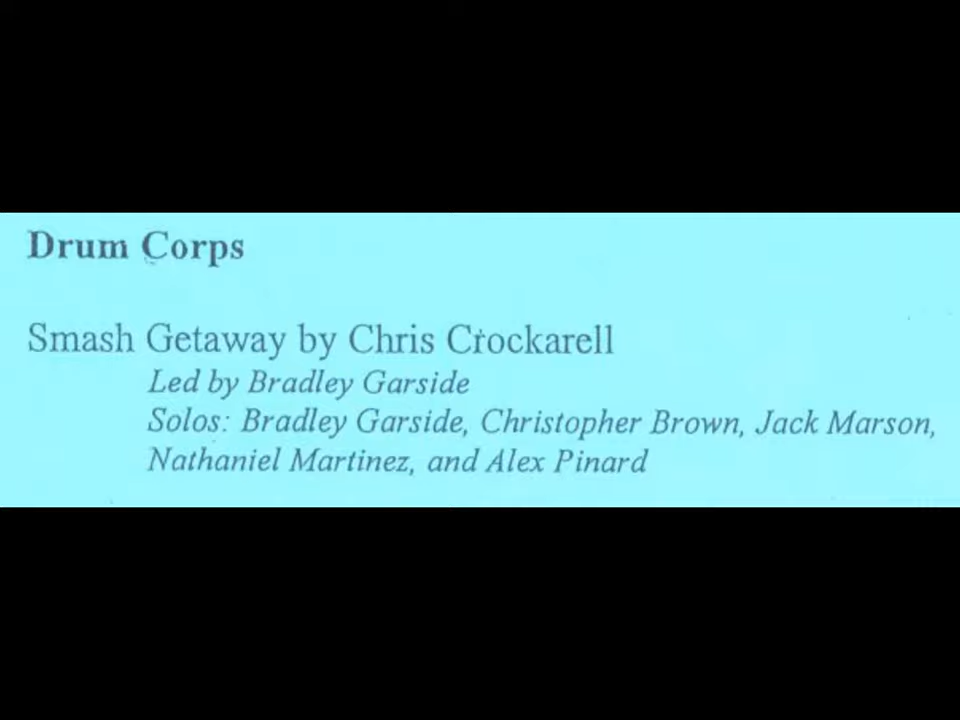 Drum Corps
Smash Getaway by Chris Crockarell
Led by Bradley Garside
Solos: Bradley Garside, Christopher Brown, Jack Marson,
Nathaniel Martinez, and Alex Pinard